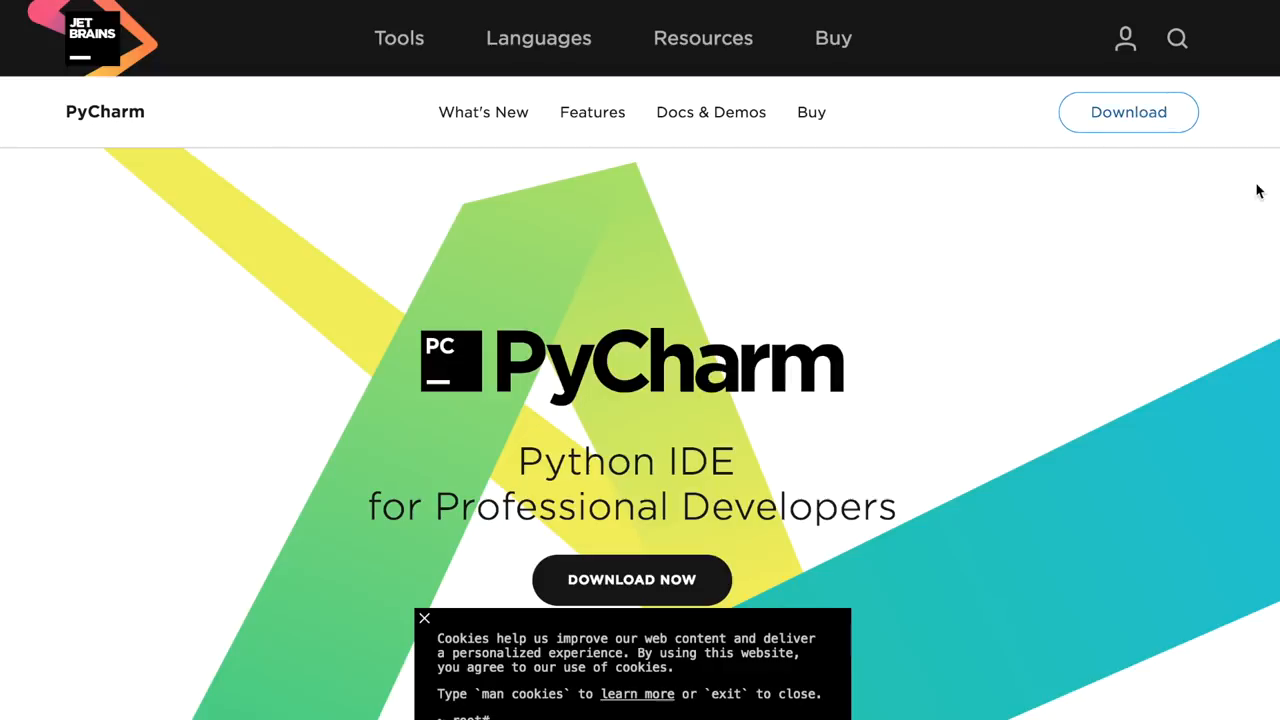 JET
BRAINS
Tools
Languages
Resources
Buy
PyCharm
What's New
Features
Docs & Demos
Buy
Download
PC
PyCharm
Python IDE
for Professional Developers
DOWNLOAD NOW
Cookies help us improve our web content and deliver
a personalized experience. By using this website,
you agree to our use of cookies.
Type `man cookies` to learn more or `exit` to close.
root#